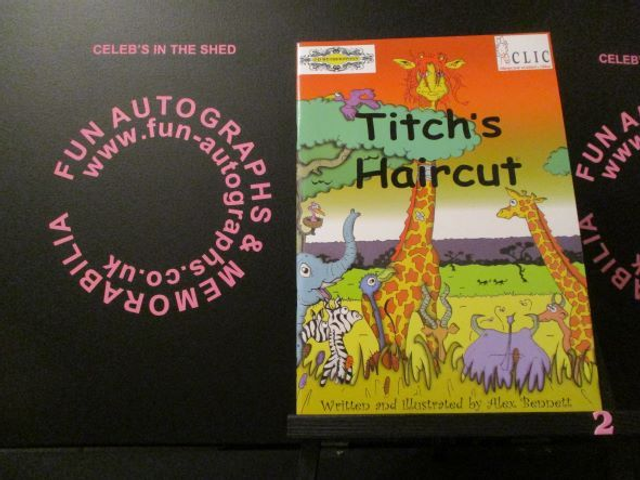 CELEB'S IN THE SHED
FUN AUTOGRAPHS & MEMORABILIA
www.fun-autographs.co.uk
CLIC
Titch's
Haircut
Written and illustrated by Alex Bennett
2
CELEB
FUN AU
www.
BILIA